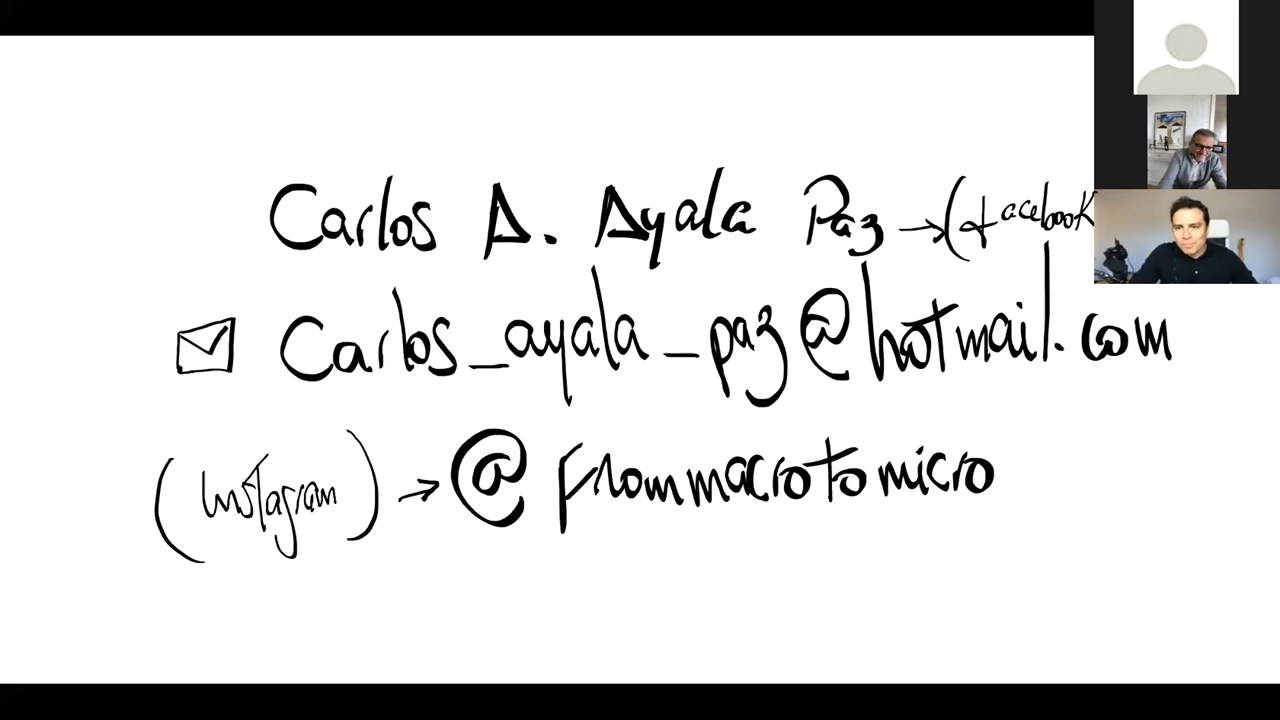 Carlos A. Ayala Paz → (facebook
Carlos_ayala_paz@hotmail.com
(Instagram) → @frommacrotomicro